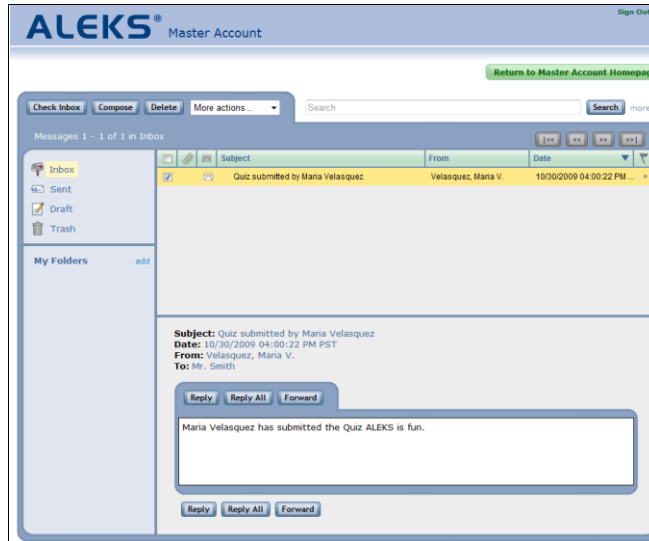 Sign Out
ALEKS® Master Account
Return to Master Account Homepag
Check Inbox Compose Delete More actions... Search Search more
Messages 1 - 1 of 1 in Inbox |<< << >> >>|
Subject From Date
Inbox
Quiz submitted by Maria Velasquez Velasquez, Maria V. 10/30/2009 04:00:22 PM ...
Sent
Draft
Trash
My Folders add
Subject: Quiz submitted by Maria Velasquez
Date: 10/30/2009 04:00:22 PM PST
From: Velasquez, Maria V.
To: Mr. Smith
Reply Reply All Forward
Maria Velasquez has submitted the Quiz ALEKS is fun.
Reply Reply All Forward